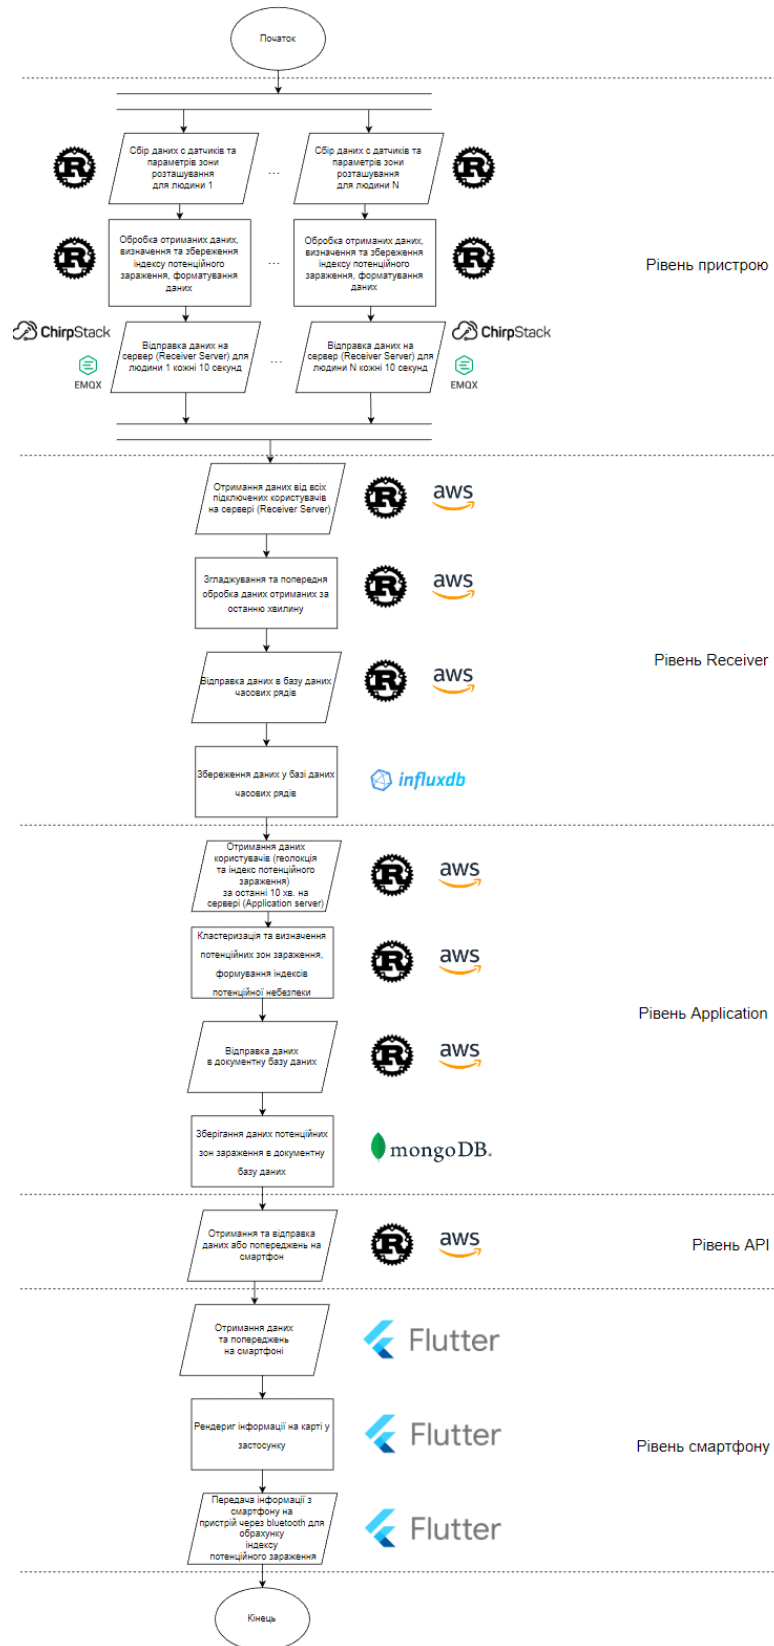 Початок
Сбір даних с датчиків та
параметрів зони
розташування
для людини 1
...
Сбір даних с датчиків та
параметрів зони
розташування
для людини N
Обробка отриманих даних,
визначення та збереження
індексу потенційного
зараження, форматування
даних
...
Обробка отриманих даних,
визначення та збереження
індексу потенційного
зараження, форматування
даних
Рівень пристрою
ChirpStack
EMQX
Відправка даних на
сервер (Receiver Server) для
людини 1 кожні 10 секунд
...
Відправка даних на
сервер (Receiver Server) для
людини N кожні 10 секунд
ChirpStack
EMQX
Отримання даних від всіх
підключених користувачів
на сервері (Receiver Server)
aws
Згладжування та попередня
обробка даних отриманих за
останню хвилину
aws
Рівень Receiver
Відправка даних в базу даних
часових рядів
aws
Збереження даних у базі даних
часових рядів
influxdb
Отримання даних
користувачів (геолокція
та індекс потенційного
зараження)
за останні 10 хв. на
сервері (Application server)
aws
Кластеризація та визначення
потенційних зон зараження,
формування індексів
потенційної небезпеки
aws
Рівень Application
Відправка даних
в документну базу даних
aws
Зберігання даних потенційних
зон зараження в документну
базу даних
mongoDB.
Отримання та відправка
даних або попереджень на
смартфон
aws
Рівень API
Отримання даних
та попереджень
на смартфоні
Flutter
Рендериг інформації на карті у
застосунку
Flutter
Рівень смартфону
Передача інформації з
смартфону на
пристрій через bluetooth для
обрахунку
індексу
потенційного зараження
Flutter
Кінець